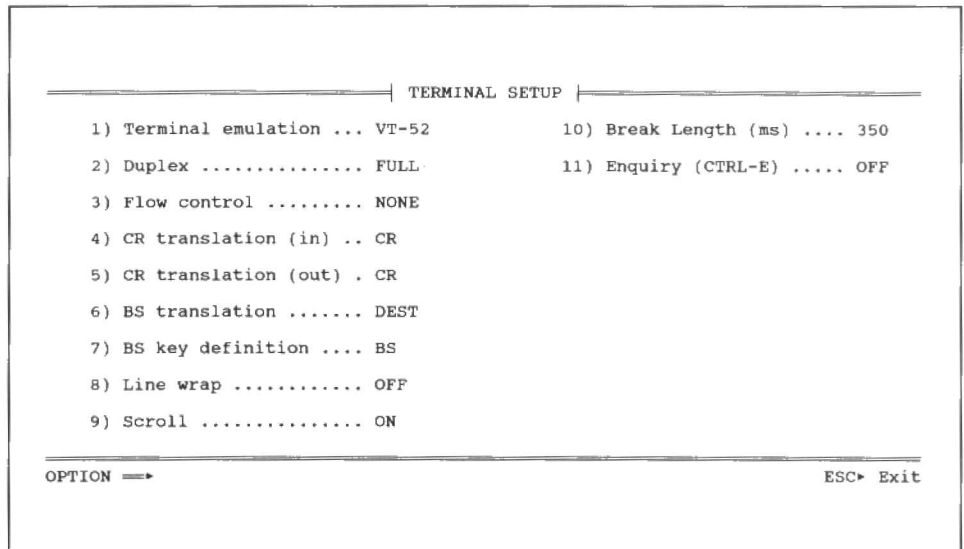 TERMINAL SETUP
1) Terminal emulation ... VT-52
10) Break Length (ms) .... 350
2) Duplex ............... FULL
11) Enquiry (CTRL-E) ..... OFF
3) Flow control ......... NONE
4) CR translation (in) .. CR
5) CR translation (out) . CR
6) BS translation ....... DEST
7) BS key definition .... BS
8) Line wrap ............ OFF
9) Scroll ............... ON
OPTION ══► ESC► Exit